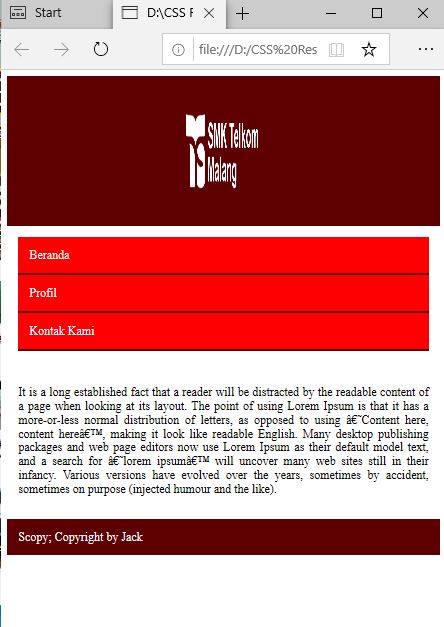 Start
D:\CSS F
file:///D:/CSS%20Res
SMK Telkom
Malang
Beranda
Profil
Kontak Kami
It is a long established fact that a reader will be distracted by the readable content of
a page when looking at its layout. The point of using Lorem Ipsum is that it has a
more-or-less normal distribution of letters, as opposed to using â€˜Content here,
content hereâ€™, making it look like readable English. Many desktop publishing
packages and web page editors now use Lorem Ipsum as their default model text,
and a search for â€˜lorem ipsumâ€™ will uncover many web sites still in their
infancy. Various versions have evolved over the years, sometimes by accident,
sometimes on purpose (injected humour and the like).
Scopy; Copyright by Jack